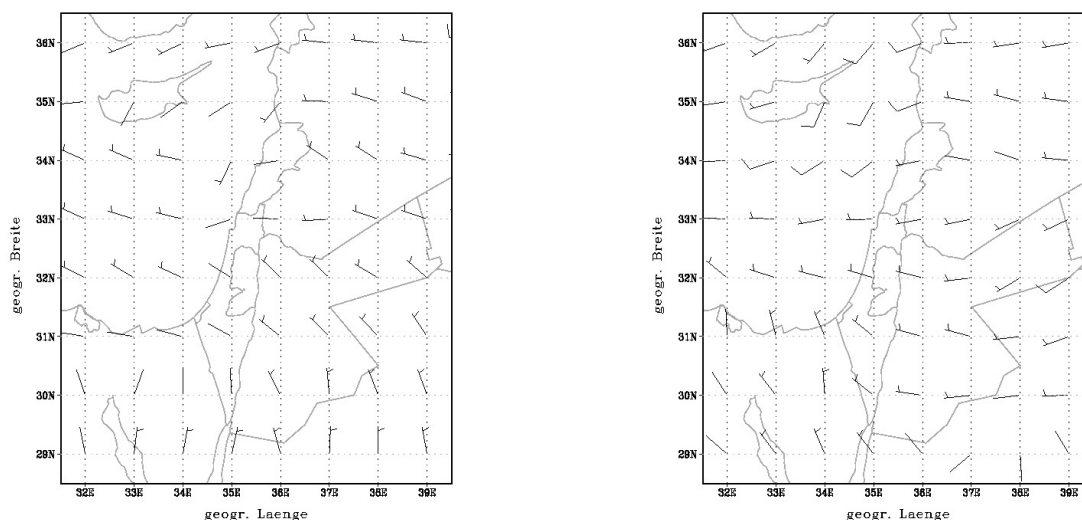 36N
35N
34N
33N
32N
31N
30N
29N
geogr. Breite
32E 33E 34E 35E 36E 37E 38E 39E
geogr. Laenge
36N
35N
34N
33N
32N
31N
30N
29N
geogr. Breite
32E 33E 34E 35E 36E 37E 38E 39E
geogr. Laenge